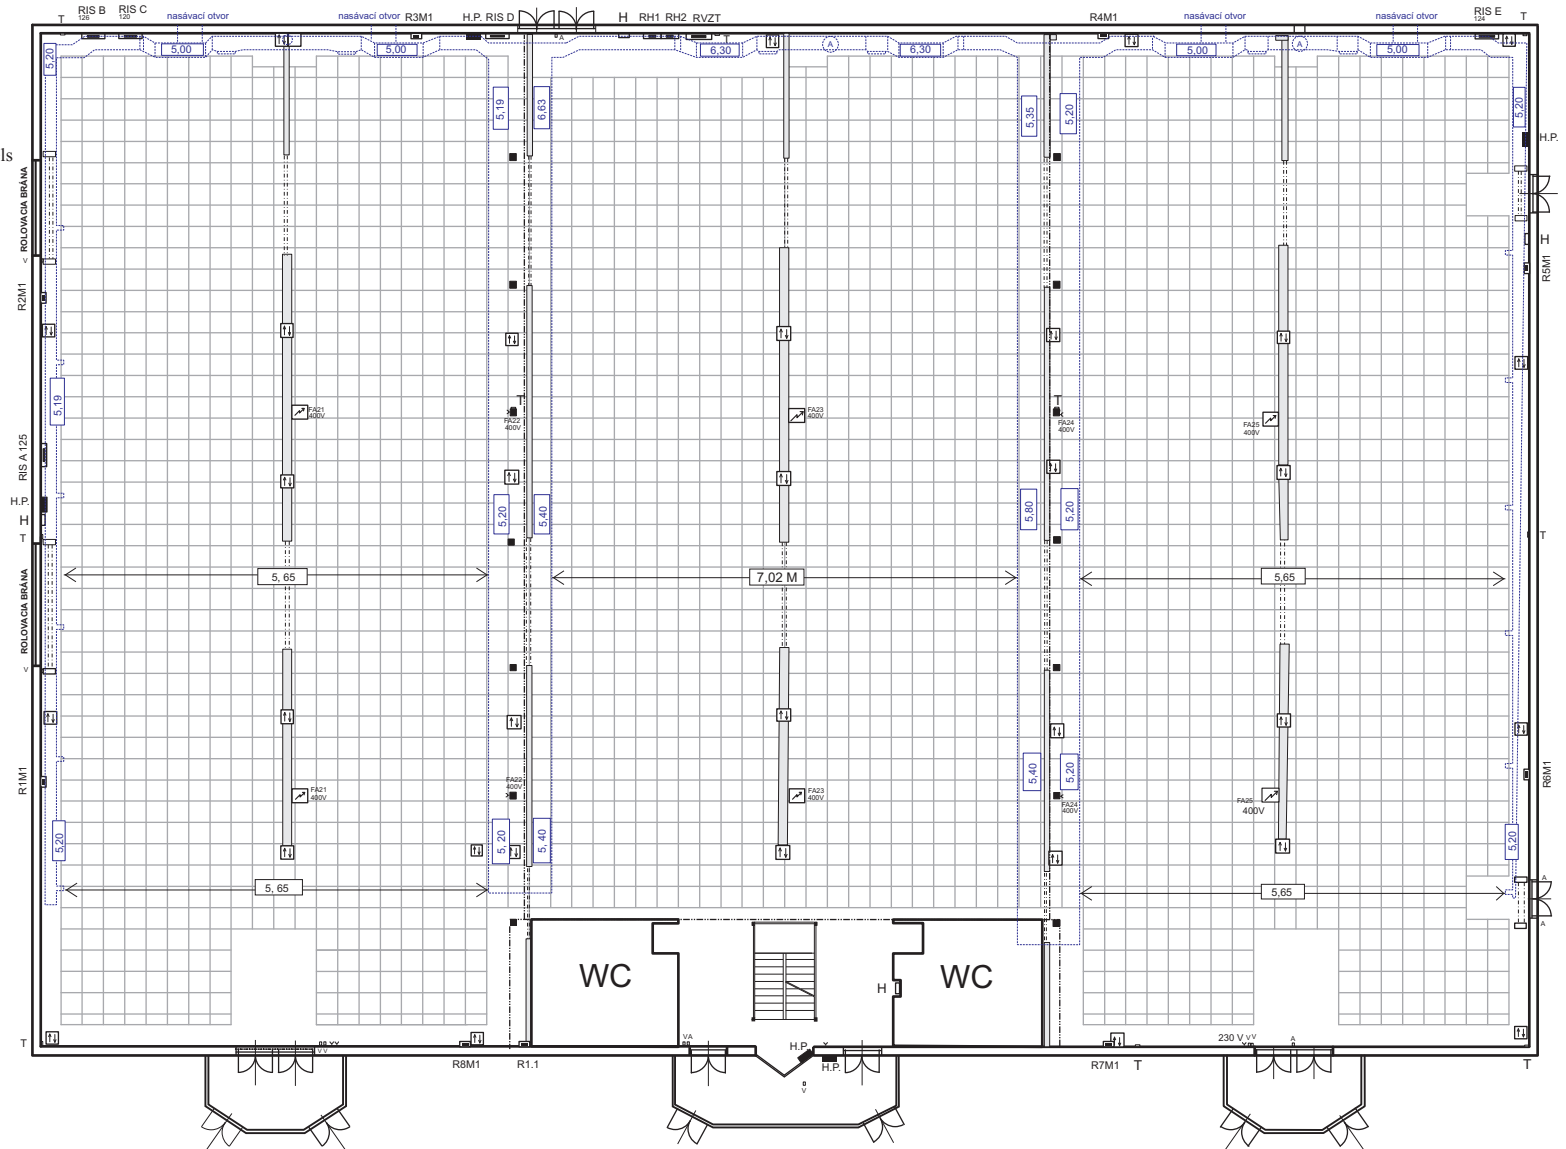 T
RIS B
126
RIS C
120
nasávací otvor
nasávací otvor
R3M1
H.P. RIS D
A
H
RH1 RH2 RVZT
T
A
R4M1
nasávací otvor
A
nasávací otvor
RIS E
124
T
5,20
5,00
5,00
6,30
6,30
5,00
5,00
5,19
6,63
5,35
5,20
5,20
ls
H.P.
ROLOVACIA BRÁNA
V
H
R2M1
R5M1
5,19
FA21
400V
T
FA22
400V
FA23
400V
T
FA24
400V
FA25
400V
RIS A 125
H.P.
H
T
5,20
5,40
5,80
5,20
T
5, 65
7,02 M
5,65
ROLOVACIA BRÁNA
V
R1M1
R6M1
5,40
5,20
FA21
400V
FA22
400V
FA23
400V
FA24
400V
FA25
400V
5,20
5, 20
5, 40
5,20
5, 65
5,65
A
A
WC
WC
H
T
V V
R8M1
R1.1
V A
H.P.
H.P.
V
R7M1
T
230 V V V
A
T